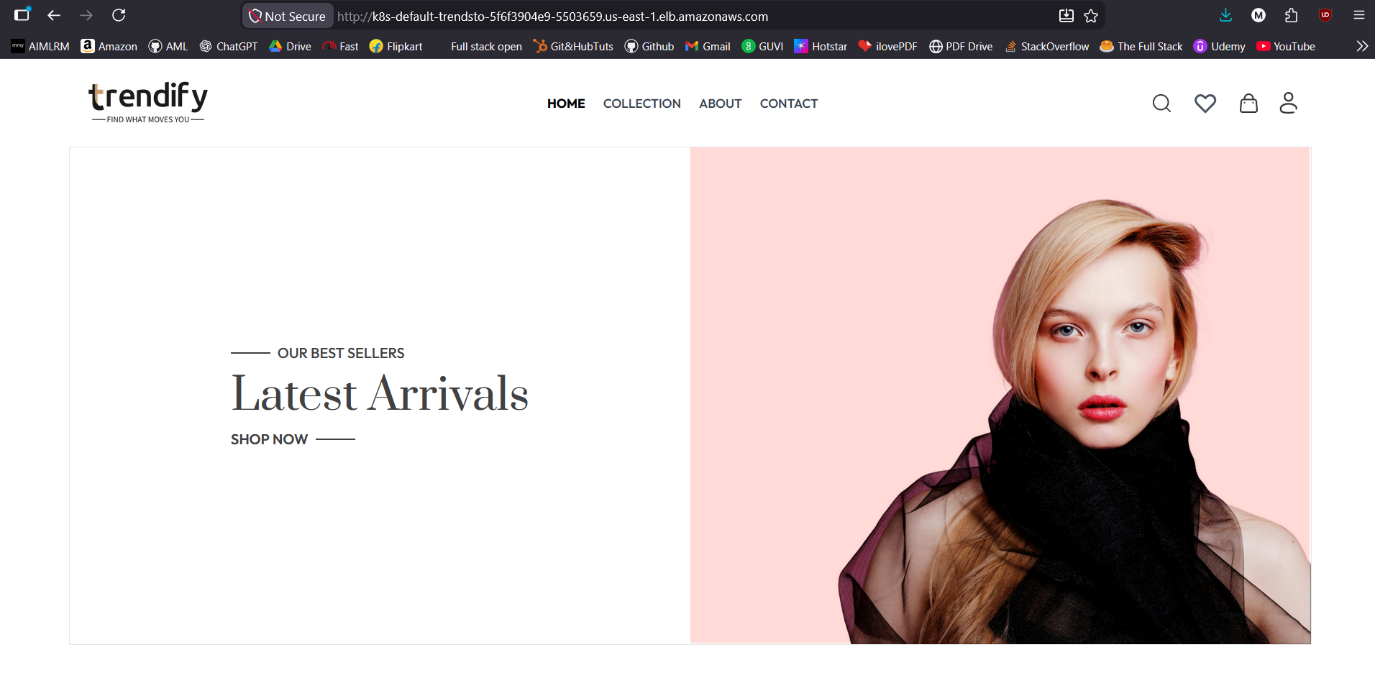 Not Secure http://k8s-default-trendsto-5f6f3904e9-5503659.us-east-1.elb.amazonaws.com M UD
AIMLRM a Amazon AML ChatGPT Drive Fast Flipkart Full stack open Git&HubTuts Github Gmail GUVI Hotstar ilovePDF PDF Drive StackOverflow The Full Stack Udemy YouTube
trendify
FIND WHAT MOVES YOU
HOME COLLECTION ABOUT CONTACT
OUR BEST SELLERS
Latest Arrivals
SHOP NOW